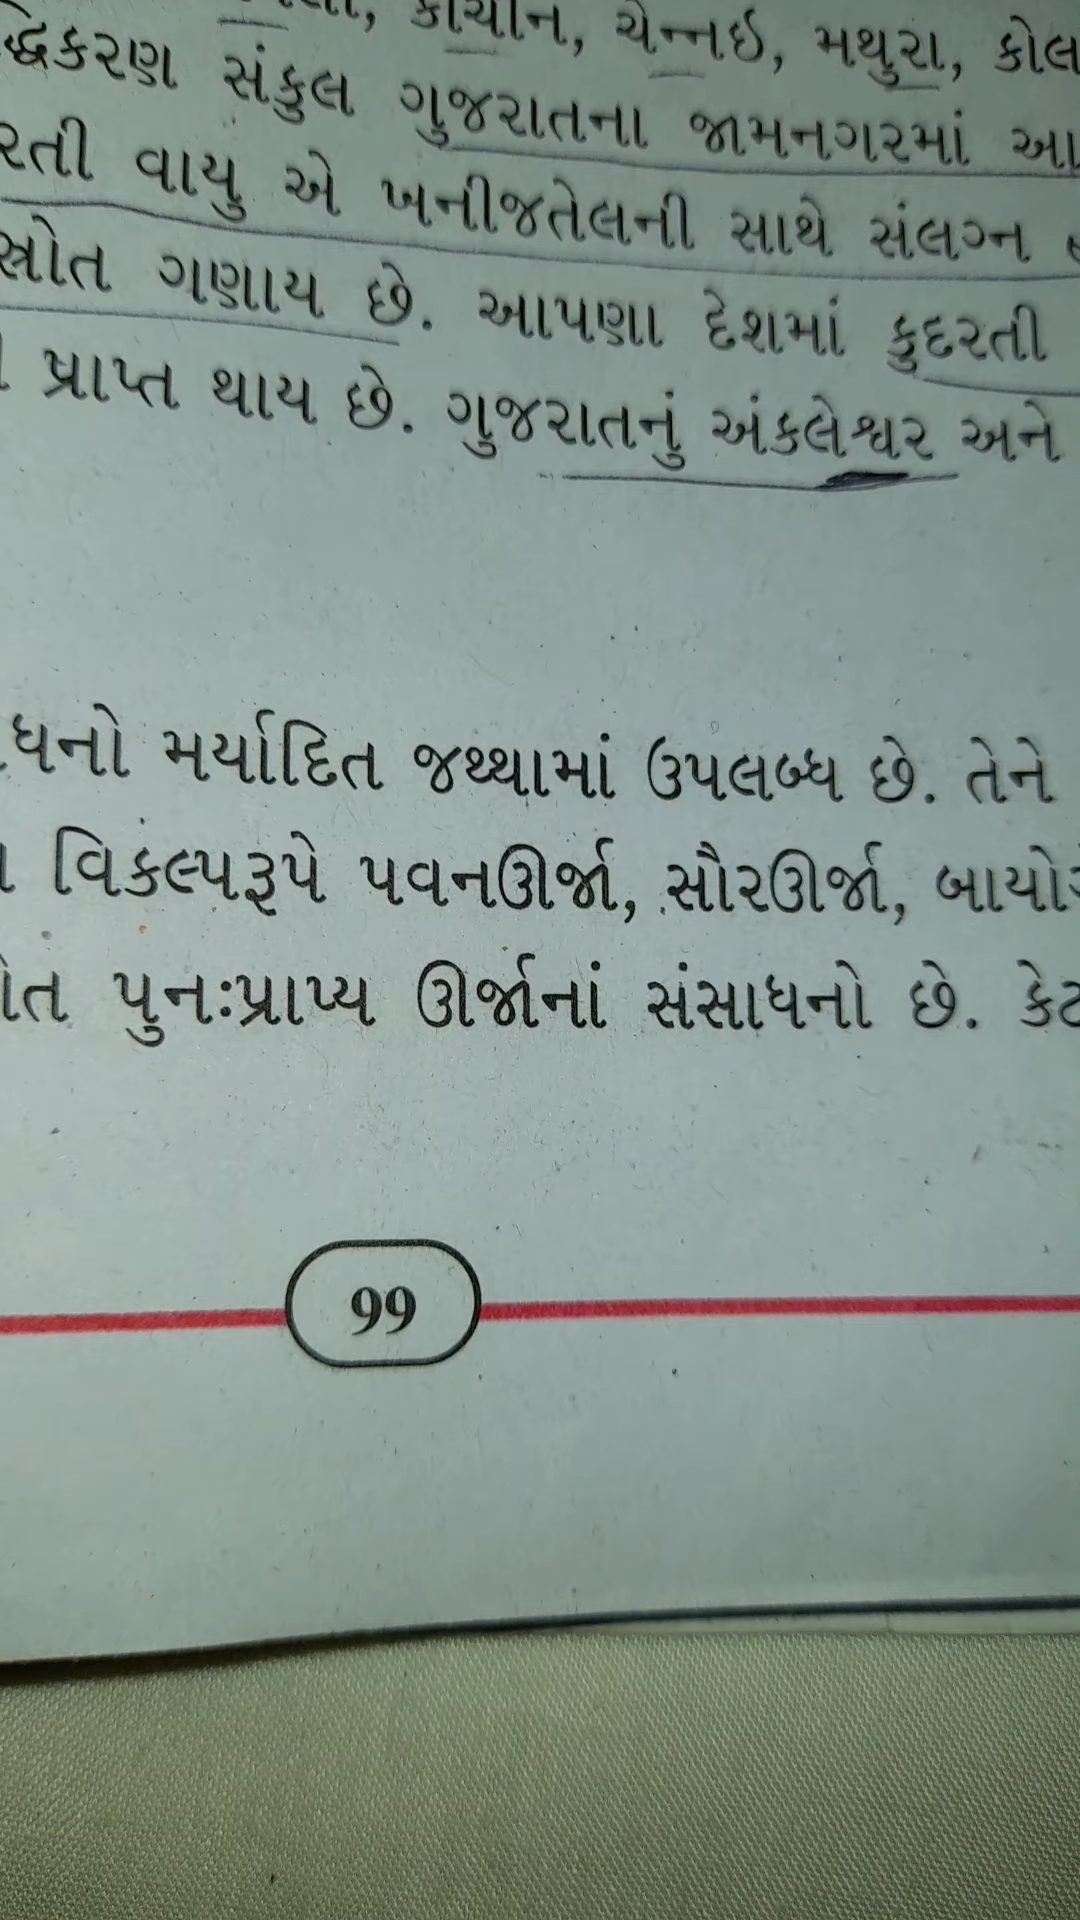 કોચીન, ચેન્નઈ, મથુરા, કોલ
દ્ધિકરણ સંકુલ ગુજરાતના જામનગરમાં આ
રતી વાયુ એ ખનીજતેલની સાથે સંલગ્ન
સ્રોત ગણાય છે. આપણા દેશમાં કુદરતી
પ્રાપ્ત થાય છે. ગુજરાતનું અંકલેશ્વર અને
ધનો મર્યાદિત જથ્થામાં ઉપલબ્ધ છે. તેને
વિકલ્પરૂપે પવનઊર્જા, સૌરઊર્જા, બાયો
ોત પુનઃપ્રાપ્ય ઊર્જાનાં સંસાધનો છે. કેટ
99